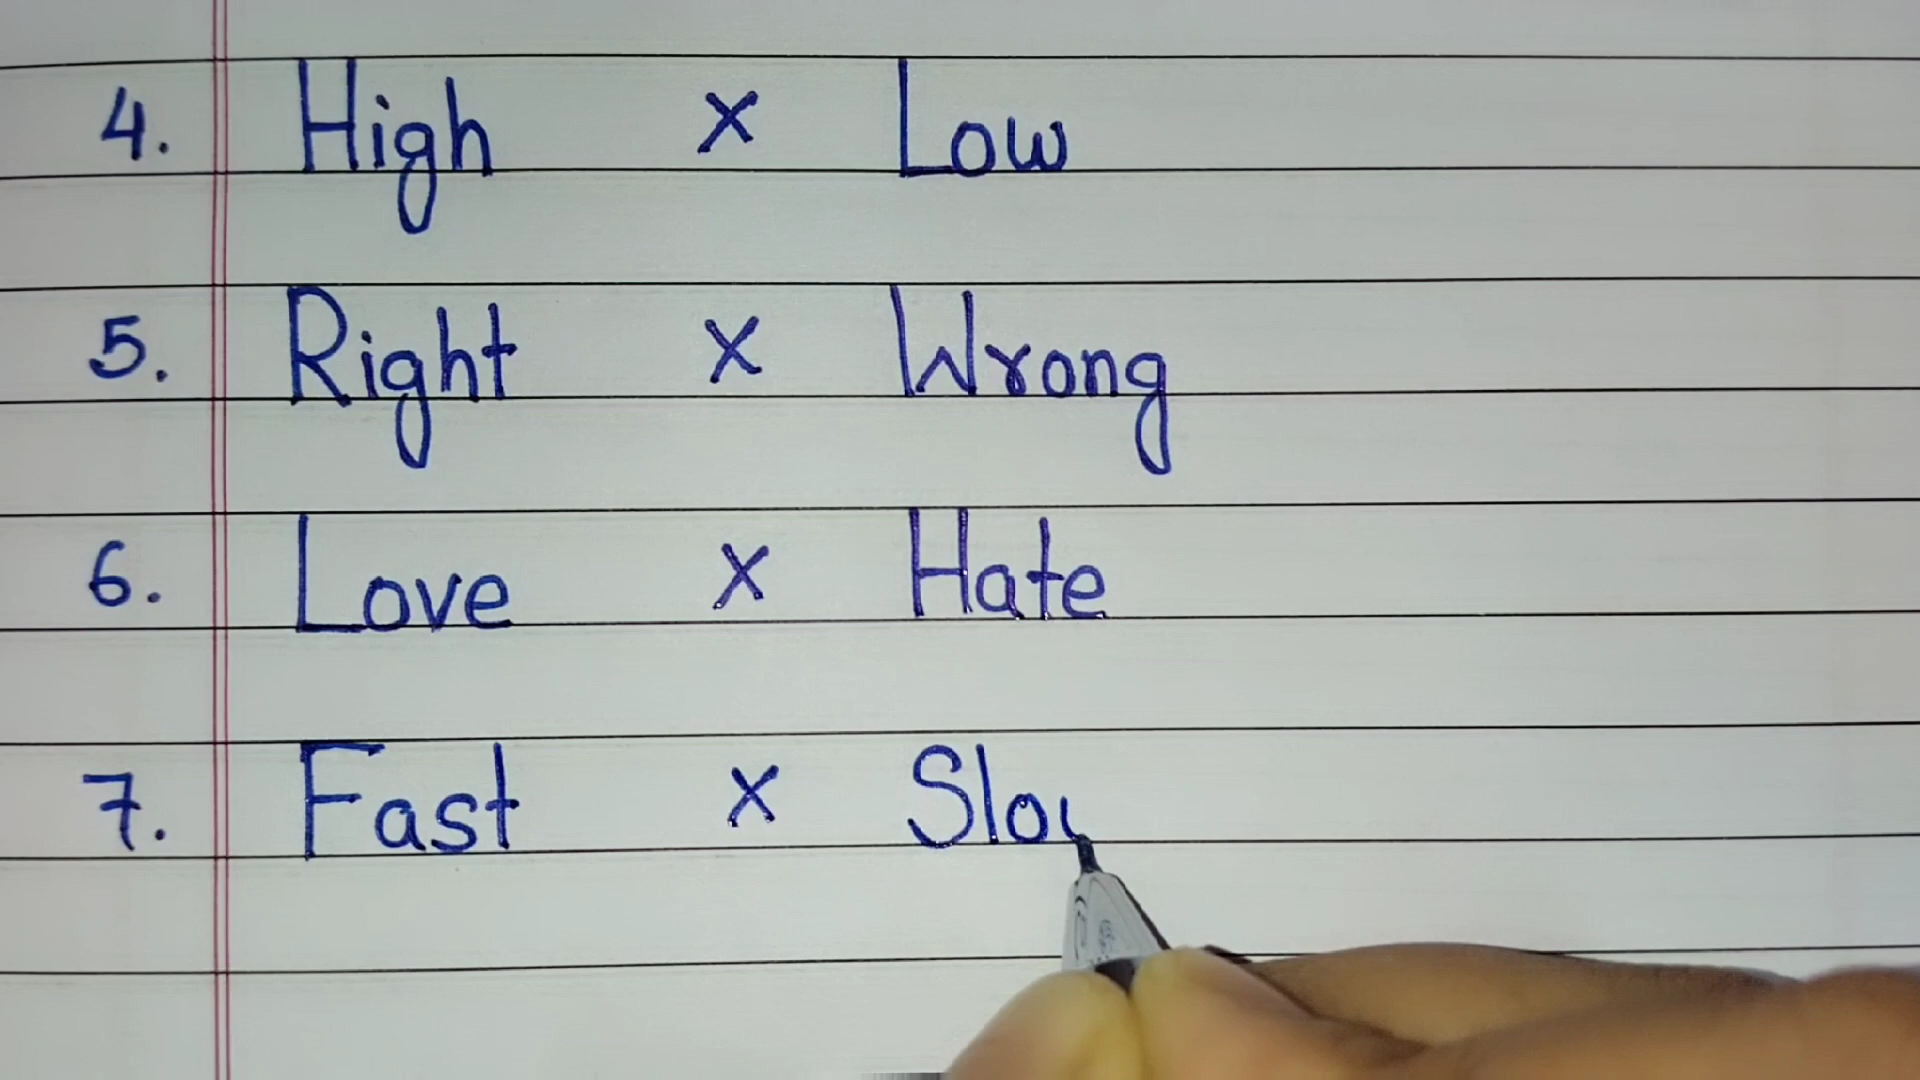 4. High x Low
5. Right x Wrong
6. Love x Hate
7. Fast x Slo